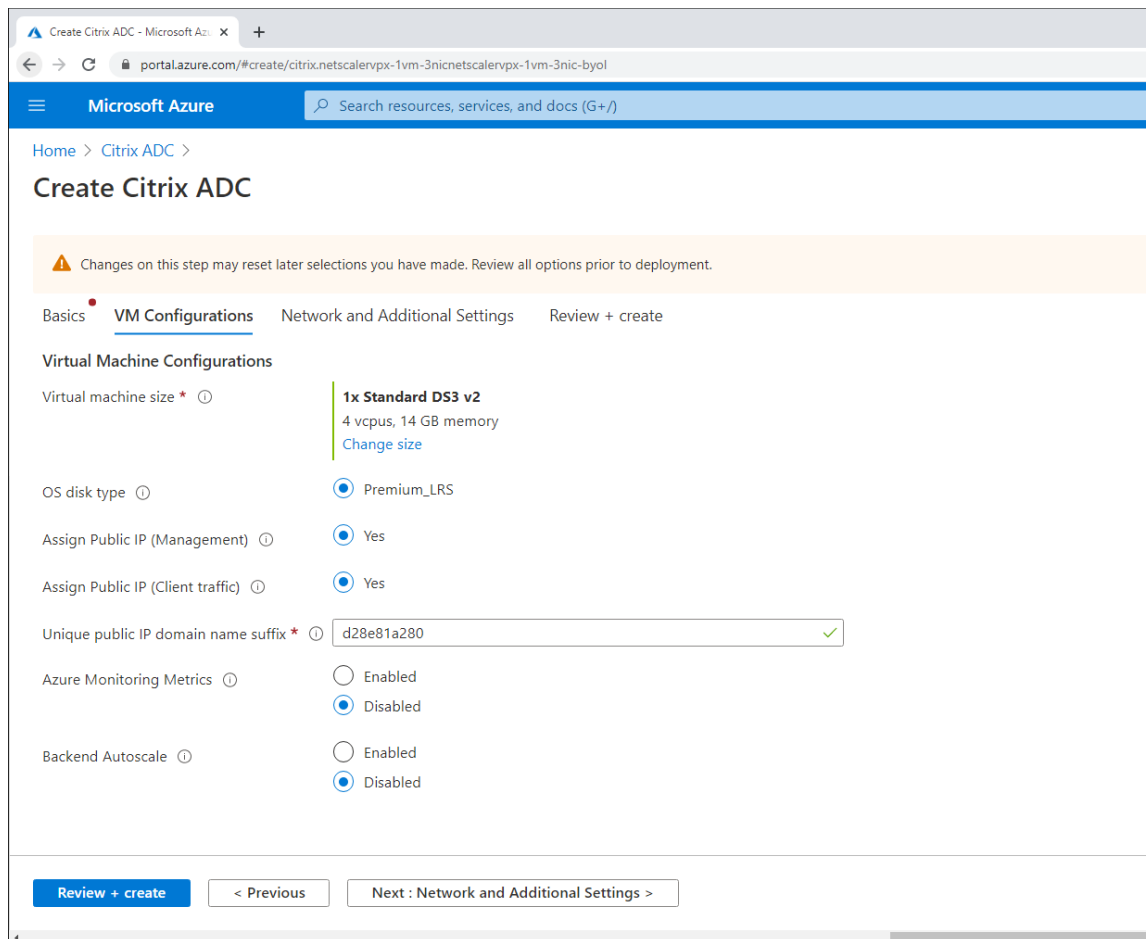 Create Citrix ADC - Microsoft Azu
portal.azure.com/#create/citrix.netscalervpx-1vm-3nicnetscalervpx-1vm-3nic-byol
Microsoft Azure
Search resources, services, and docs (G+/)
Home > Citrix ADC >
Create Citrix ADC
Changes on this step may reset later selections you have made. Review all options prior to deployment.
Basics VM Configurations Network and Additional Settings Review + create
Virtual Machine Configurations
Virtual machine size * 1x Standard DS3 v2
4 vcpus, 14 GB memory
Change size
OS disk type Premium_LRS
Assign Public IP (Management) Yes
Assign Public IP (Client traffic) Yes
Unique public IP domain name suffix * d28e81a280
Azure Monitoring Metrics Enabled
Disabled
Backend Autoscale Enabled
Disabled
Review + create < Previous Next : Network and Additional Settings >